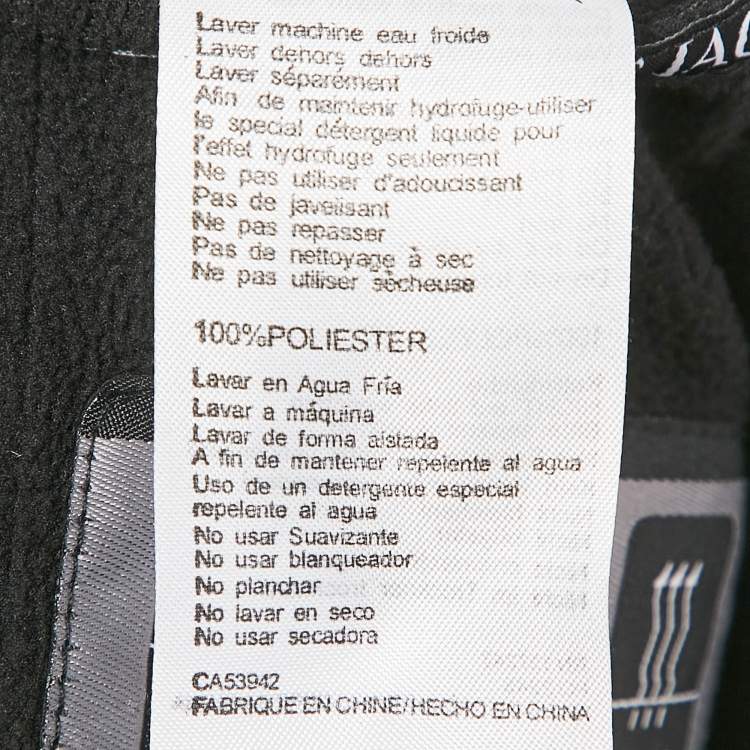 Laver machine eau froide
Laver dehors dehors
Laver séparément
Afin de maintenir hydrofuge-utiliser
le special détergent liquide pour
l'effet hydrofuge seulement
Ne pas utiliser d'adoucissant
Pas de javelisant
Ne pas repasser
Pas de nettoyage à sec
Ne pas utiliser sècheuse
100%POLIESTER
Lavar en Agua Fría
Lavar a máquina
Lavar de forma aislada
A fin de mantener repelente al agua
Uso de un detergente especial
repelente al agua
No usar Suavizante
No usar blanqueador
No planchar
No lavar en seco
No usar secadora
CA53942
FABRIQUE EN CHINE/HECHO EN CHINA